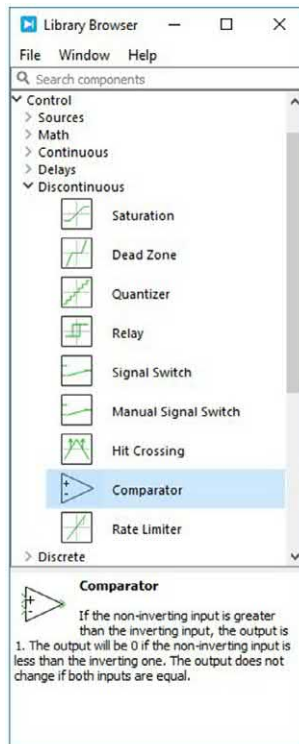 Library Browser
File Window Help
Search components
Control
Sources
Math
Continuous
Delays
Discontinuous
Saturation
Dead Zone
Quantizer
Relay
Signal Switch
Manual Signal Switch
Hit Crossing
Comparator
Rate Limiter
Discrete
Comparator
If the non-inverting input is greater
than the inverting input, the output is
1. The output will be 0 if the non-inverting input is
less than the inverting one. The output does not
change if both inputs are equal.